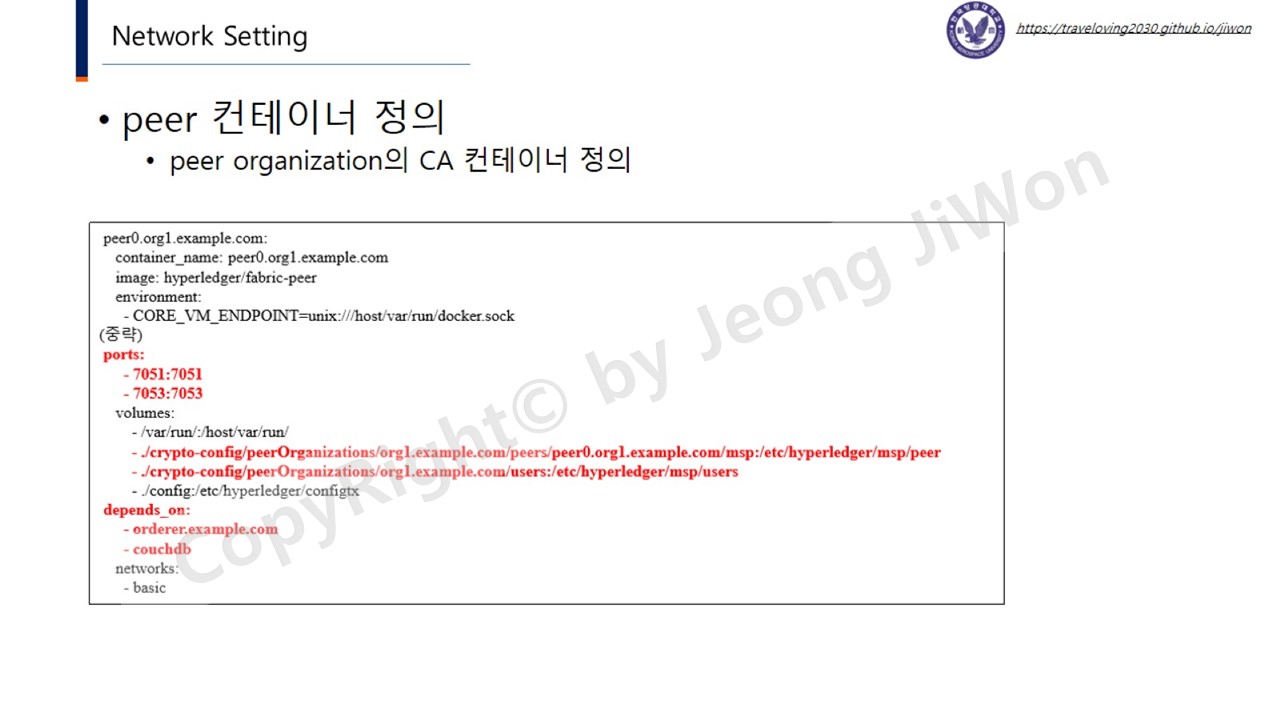 Network Setting
https://traveloving2030.github.io/jiwon
• peer 컨테이너 정의
• peer organization의 CA 컨테이너 정의
peer0.org1.example.com:
container_name: peer0.org1.example.com
image: hyperledger/fabric-peer
environment:
- CORE_VM_ENDPOINT=unix:///host/var/run/docker.sock
(중략)
ports:
- 7051:7051
- 7053:7053
volumes:
- /var/run/:/host/var/run/
- ./crypto-config/peerOrganizations/org1.example.com/peers/peer0.org1.example.com/msp:/etc/hyperledger/msp/peer
- ./crypto-config/peerOrganizations/org1.example.com/users:/etc/hyperledger/msp/users
- ./config:/etc/hyperledger/configtx
depends_on:
- orderer.example.com
- couchdb
networks:
- basic
CopyRight© by Jeong JiWon